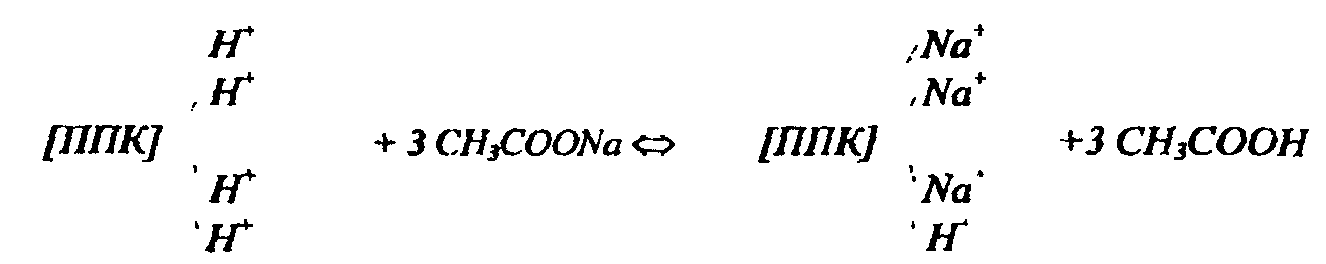 H⁺ Na⁺
H⁺ Na⁺
[ППК] + 3 CH₃COONa ⇔ [ППК] +3 CH₃COOH
H⁺ Na⁺
H⁺ H⁺